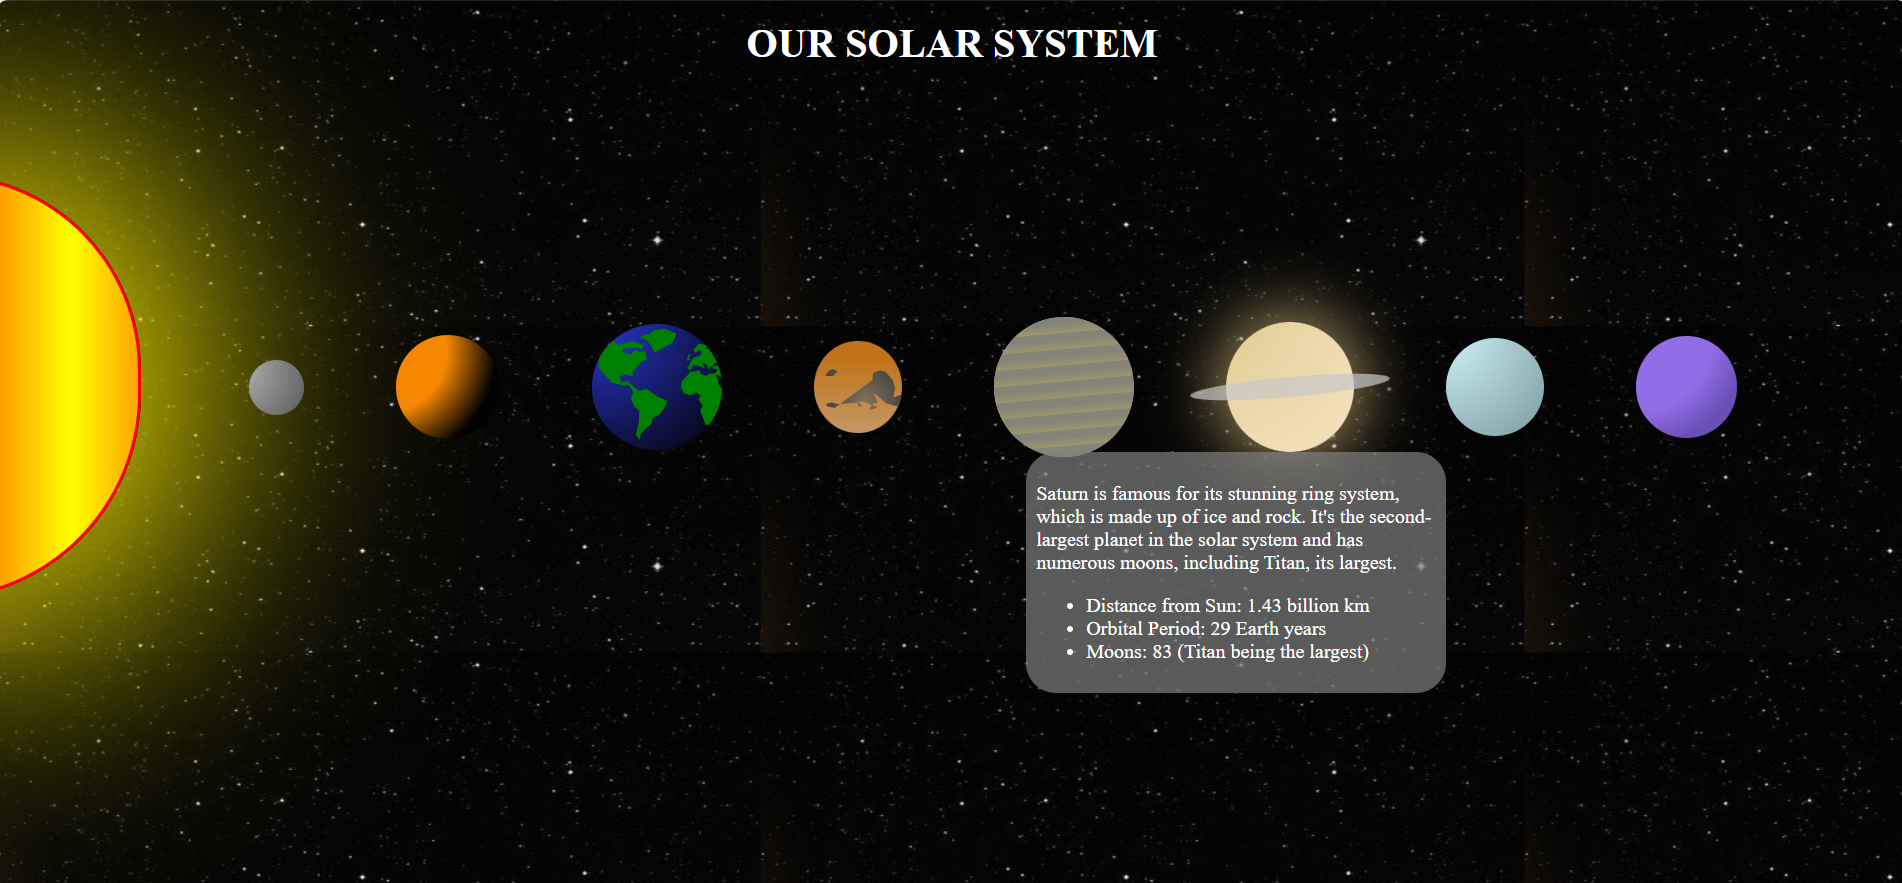 OUR SOLAR SYSTEM
Saturn is famous for its stunning ring system,
which is made up of ice and rock. It's the second-
largest planet in the solar system and has
numerous moons, including Titan, its largest.
• Distance from Sun: 1.43 billion km
• Orbital Period: 29 Earth years
• Moons: 83 (Titan being the largest)